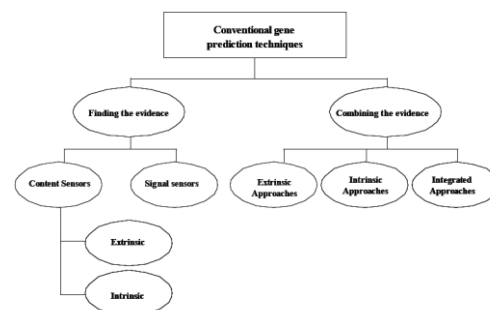 Conventional gene
prediction techniques
Finding the evidence
Combining the evidence
Content Sensors
Signal sensors
Extrinsic
Approaches
Intrinsic
Approaches
Integrated
Approaches
Extrinsic
Intrinsic